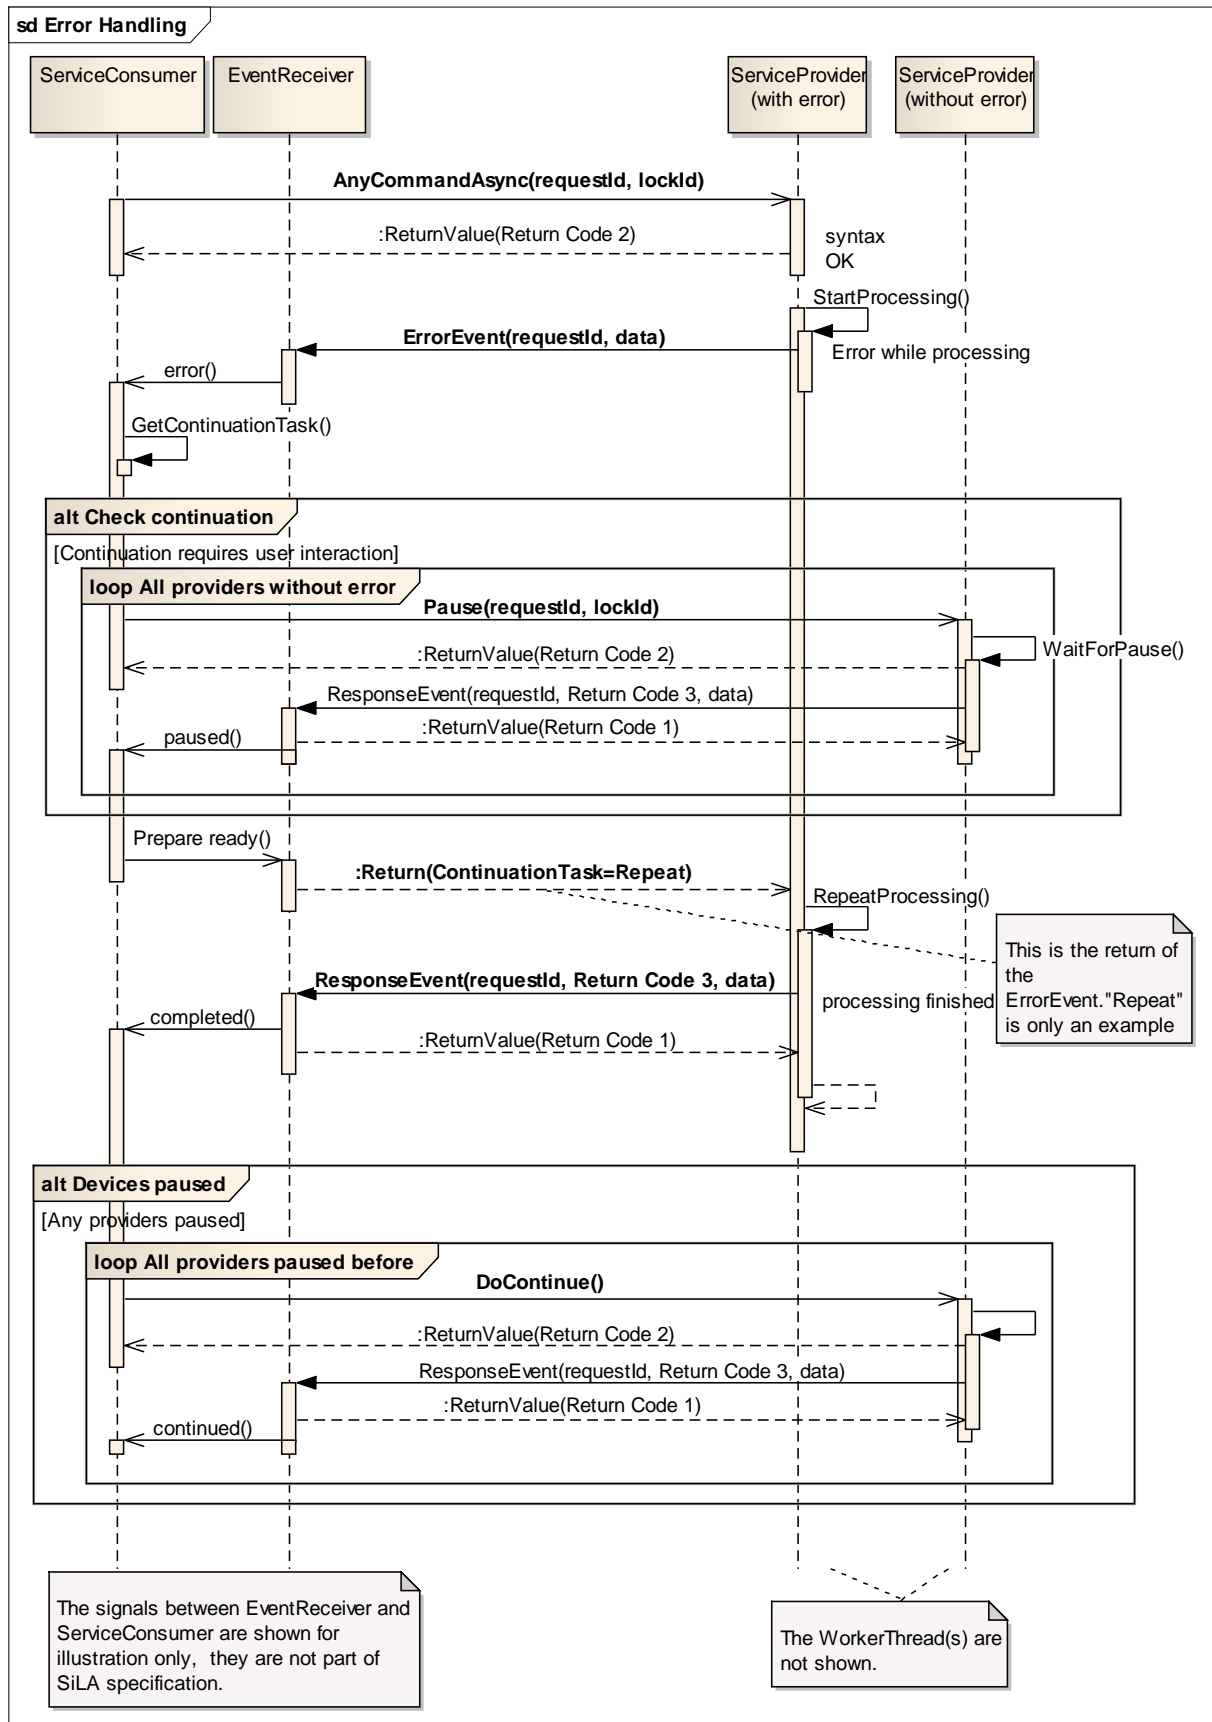 sd Error Handling
ServiceConsumer
EventReceiver
ServiceProvider
(with error)
ServiceProvider
(without error)
AnyCommandAsync(requestId, lockId)
:ReturnValue(Return Code 2)
syntax
OK
StartProcessing()
ErrorEvent(requestId, data)
Error while processing
error()
GetContinuationTask()
alt Check continuation
[Continuation requires user interaction]
loop All providers without error
Pause(requestId, lockId)
WaitForPause()
:ReturnValue(Return Code 2)
ResponseEvent(requestId, Return Code 3, data)
:ReturnValue(Return Code 1)
paused()
Prepare ready()
:Return(ContinuationTask=Repeat)
RepeatProcessing()
This is the return of
the
ErrorEvent."Repeat"
is only an example
ResponseEvent(requestId, Return Code 3, data)
processing finished
completed()
:ReturnValue(Return Code 1)
alt Devices paused
[Any providers paused]
loop All providers paused before
DoContinue()
:ReturnValue(Return Code 2)
ResponseEvent(requestId, Return Code 3, data)
:ReturnValue(Return Code 1)
continued()
The signals between EventReceiver and
ServiceConsumer are shown for
illustration only, they are not part of
SiLA specification.
The WorkerThread(s) are
not shown.